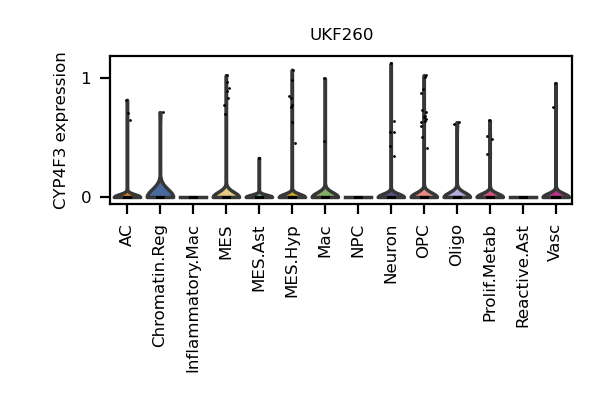 UKF260
CYP4F3 expression
1
0
AC
Chromatin.Reg
Inflammatory.Mac
MES
MES.Ast
MES.Hyp
Mac
NPC
Neuron
OPC
Oligo
Prolif.Metab
Reactive.Ast
Vasc